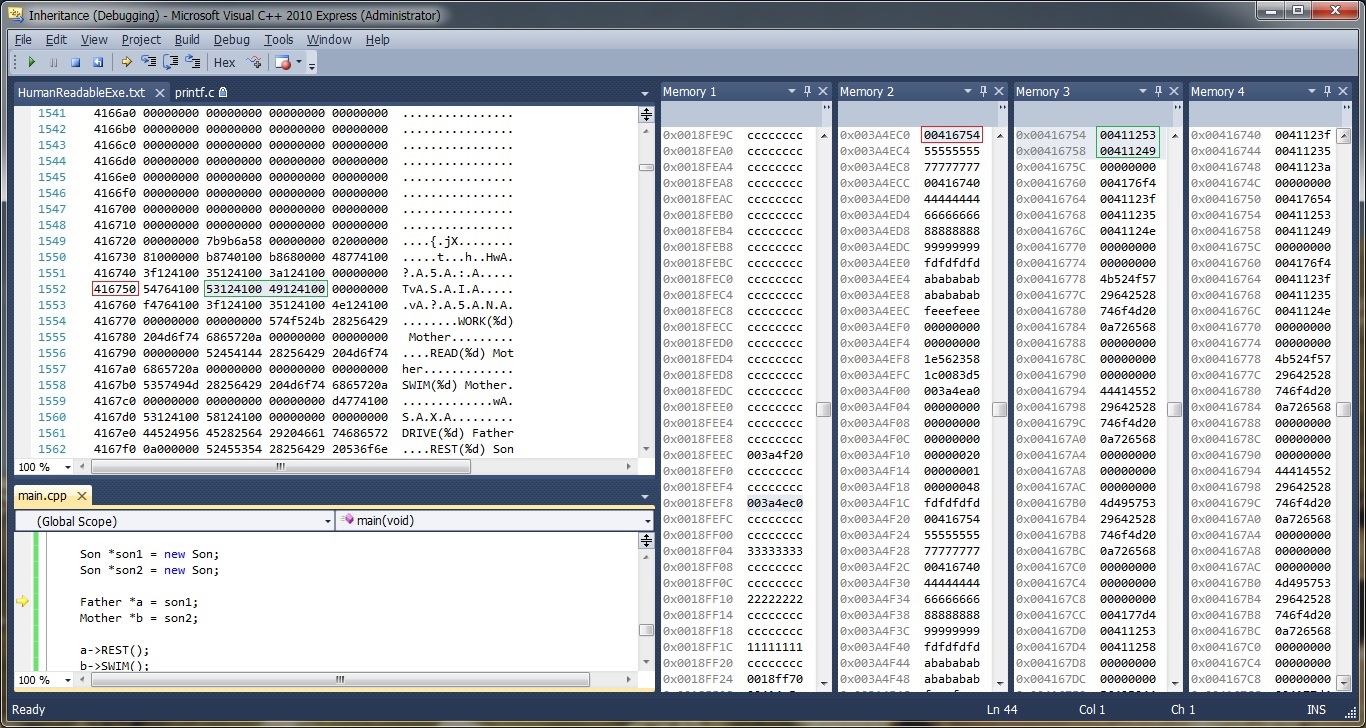 Inheritance (Debugging) - Microsoft Visual C++ 2010 Express (Administrator)
File Edit View Project Build Debug Tools Window Help
Hex
HumanReadableExe.txt printf.c
1541 4166a0 00000000 00000000 00000000 00000000 ................
1542 4166b0 00000000 00000000 00000000 00000000 ................
1543 4166c0 00000000 00000000 00000000 00000000 ................
1544 4166d0 00000000 00000000 00000000 00000000 ................
1545 4166e0 00000000 00000000 00000000 00000000 ................
1546 4166f0 00000000 00000000 00000000 00000000 ................
1547 416700 00000000 00000000 00000000 00000000 ................
1548 416710 00000000 00000000 00000000 00000000 ................
1549 416720 00000000 7b9b6a58 00000000 02000000 ....{.jX........
1550 416730 81000000 b8740100 b8680000 48774100 .....t...h..HwA.
1551 416740 3f124100 35124100 3a124100 00000000 ?.A.5.A.:.A.....
1552 416750 54764100 53124100 49124100 00000000 TvA.S.A.I.A.....
1553 416760 f4764100 3f124100 35124100 4e124100 .vA.?.A.5.A.N.A.
1554 416770 00000000 00000000 574f524b 28256429 ........WORK(%d)
1555 416780 204d6f74 6865720a 00000000 00000000  Mother.........
1556 416790 00000000 52454144 28256429 204d6f74 ....READ(%d) Mot
1557 4167a0 6865720a 00000000 00000000 00000000 her.............
1558 4167b0 5357494d 28256429 204d6f74 6865720a SWIM(%d) Mother.
1559 4167c0 00000000 00000000 00000000 d4774100 .............wA.
1560 4167d0 53124100 58124100 00000000 00000000 S.A.X.A.........
1561 4167e0 44524956 45282564 29204661 74686572 DRIVE(%d) Father
1562 4167f0 0a000000 52455354 28256429 20536f6e ....REST(%d) Son
100 %
main.cpp
(Global Scope) main(void)
Son *son1 = new Son;
Son *son2 = new Son;
Father *a = son1;
Mother *b = son2;
a->REST();
b->SWIM();
100 %
Memory 1
0x0018FE9C cccccccc
0x0018FEA0 cccccccc
0x0018FEA4 cccccccc
0x0018FEA8 cccccccc
0x0018FEAC cccccccc
0x0018FEB0 cccccccc
0x0018FEB4 cccccccc
0x0018FEB8 cccccccc
0x0018FEBC cccccccc
0x0018FEC0 cccccccc
0x0018FEC4 cccccccc
0x0018FEC8 cccccccc
0x0018FECC cccccccc
0x0018FED0 cccccccc
0x0018FED4 cccccccc
0x0018FED8 cccccccc
0x0018FEDC cccccccc
0x0018FEE0 cccccccc
0x0018FEE4 cccccccc
0x0018FEE8 cccccccc
0x0018FEEC 003a4f20
0x0018FEF0 cccccccc
0x0018FEF4 cccccccc
0x0018FEF8 003a4ec0
0x0018FEFC cccccccc
0x0018FF00 cccccccc
0x0018FF04 33333333
0x0018FF08 cccccccc
0x0018FF0C cccccccc
0x0018FF10 22222222
0x0018FF14 cccccccc
0x0018FF18 cccccccc
0x0018FF1C 11111111
0x0018FF20 cccccccc
0x0018FF24 0018ff70
Memory 2
0x003A4EC0 00416754
0x003A4EC4 55555555
0x003A4EC8 77777777
0x003A4ECC 00416740
0x003A4ED0 44444444
0x003A4ED4 66666666
0x003A4ED8 88888888
0x003A4EDC 99999999
0x003A4EE0 fdfdfdfd
0x003A4EE4 abababab
0x003A4EE8 abababab
0x003A4EEC feeefeee
0x003A4EF0 00000000
0x003A4EF4 00000000
0x003A4EF8 1e562358
0x003A4EFC 1c0083d5
0x003A4F00 003a4ea0
0x003A4F04 00000000
0x003A4F08 00000000
0x003A4F0C 00000000
0x003A4F10 00000020
0x003A4F14 00000001
0x003A4F18 00000048
0x003A4F1C fdfdfdfd
0x003A4F20 00416754
0x003A4F24 55555555
0x003A4F28 77777777
0x003A4F2C 00416740
0x003A4F30 44444444
0x003A4F34 66666666
0x003A4F38 88888888
0x003A4F3C 99999999
0x003A4F40 fdfdfdfd
0x003A4F44 abababab
0x003A4F48 abababab
Memory 3
0x00416754 00411253
0x00416758 00411249
0x0041675C 00000000
0x00416760 004176f4
0x00416764 0041123f
0x00416768 00411235
0x0041676C 0041124e
0x00416770 00000000
0x00416774 00000000
0x00416778 4b524f57
0x0041677C 29642528
0x00416780 746f4d20
0x00416784 0a726568
0x00416788 00000000
0x0041678C 00000000
0x00416790 00000000
0x00416794 44414552
0x00416798 29642528
0x0041679C 746f4d20
0x004167A0 0a726568
0x004167A4 00000000
0x004167A8 00000000
0x004167AC 00000000
0x004167B0 4d495753
0x004167B4 29642528
0x004167B8 746f4d20
0x004167BC 0a726568
0x004167C0 00000000
0x004167C4 00000000
0x004167C8 00000000
0x004167CC 004177d4
0x004167D0 00411253
0x004167D4 00411258
0x004167D8 00000000
0x004167DC 00000000
Memory 4
0x00416740 0041123f
0x00416744 00411235
0x00416748 0041123a
0x0041674C 00000000
0x00416750 00417654
0x00416754 00411253
0x00416758 00411249
0x0041675C 00000000
0x00416760 004176f4
0x00416764 0041123f
0x00416768 00411235
0x0041676C 0041124e
0x00416770 00000000
0x00416774 00000000
0x00416778 4b524f57
0x0041677C 29642528
0x00416780 746f4d20
0x00416784 0a726568
0x00416788 00000000
0x0041678C 00000000
0x00416790 00000000
0x00416794 44414552
0x00416798 29642528
0x0041679C 746f4d20
0x004167A0 0a726568
0x004167A4 00000000
0x004167A8 00000000
0x004167AC 00000000
0x004167B0 4d495753
0x004167B4 29642528
0x004167B8 746f4d20
0x004167BC 0a726568
0x004167C0 00000000
0x004167C4 00000000
0x004167C8 00000000
Ready Ln 44 Col 1 Ch 1 INS